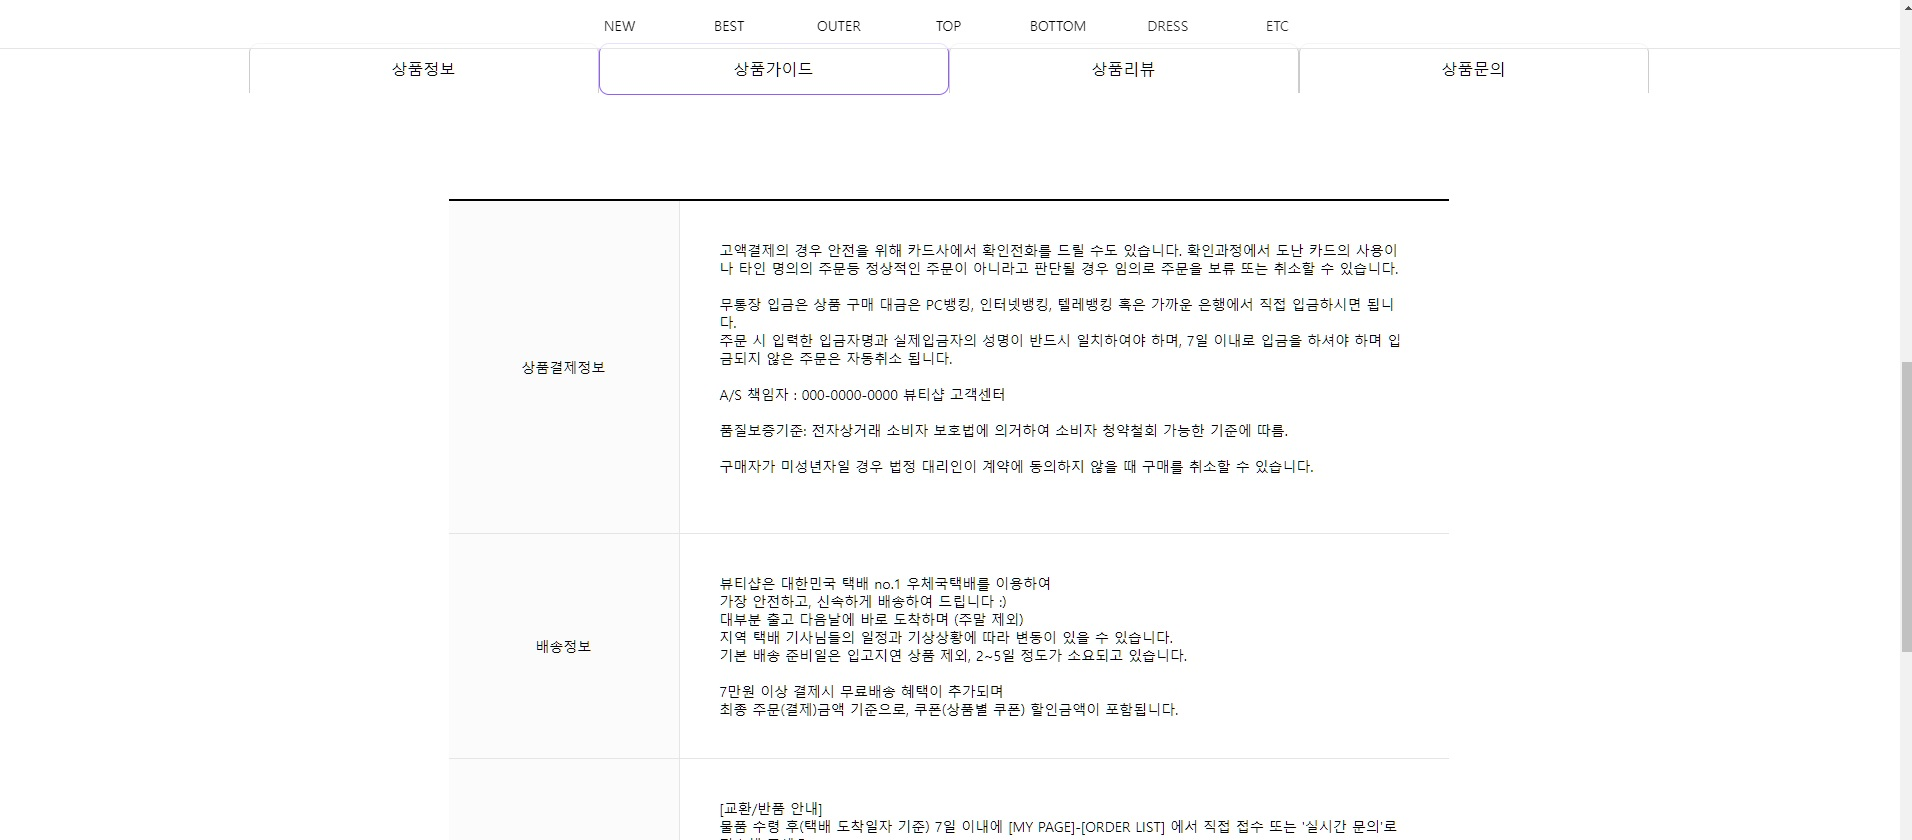 NEW BEST OUTER TOP BOTTOM DRESS ETC
상품정보 상품가이드 상품리뷰 상품문의
상품결제정보
고액결제의 경우 안전을 위해 카드사에서 확인전화를 드릴 수도 있습니다. 확인과정에서 도난 카드의 사용이
나 타인 명의의 주문등 정상적인 주문이 아니라고 판단될 경우 임의로 주문을 보류 또는 취소할 수 있습니다.
무통장 입금은 상품 구매 대금은 PC뱅킹, 인터넷뱅킹, 텔레뱅킹 혹은 가까운 은행에서 직접 입금하시면 됩니
다.
주문 시 입력한 입금자명과 실제입금자의 성명이 반드시 일치하여야 하며, 7일 이내로 입금을 하셔야 하며 입
금되지 않은 주문은 자동취소 됩니다.
A/S 책임자 : 000-0000-0000 뷰티샵 고객센터
품질보증기준: 전자상거래 소비자 보호법에 의거하여 소비자 청약철회 가능한 기준에 따름.
구매자가 미성년자일 경우 법정 대리인이 계약에 동의하지 않을 때 구매를 취소할 수 있습니다.
배송정보
뷰티샵은 대한민국 택배 no.1 우체국택배를 이용하여
가장 안전하고, 신속하게 배송하여 드립니다 :)
대부분 출고 다음날에 바로 도착하며 (주말 제외)
지역 택배 기사님들의 일정과 기상상황에 따라 변동이 있을 수 있습니다.
기본 배송 준비일은 입고지연 상품 제외, 2~5일 정도가 소요되고 있습니다.
7만원 이상 결제시 무료배송 혜택이 추가되며
최종 주문(결제)금액 기준으로, 쿠폰(상품별 쿠폰) 할인금액이 포함됩니다.
[교환/반품 안내]
물품 수령 후(택배 도착일자 기준) 7일 이내에 [MY PAGE]-[ORDER LIST] 에서 직접 접수 또는 '실시간 문의'로